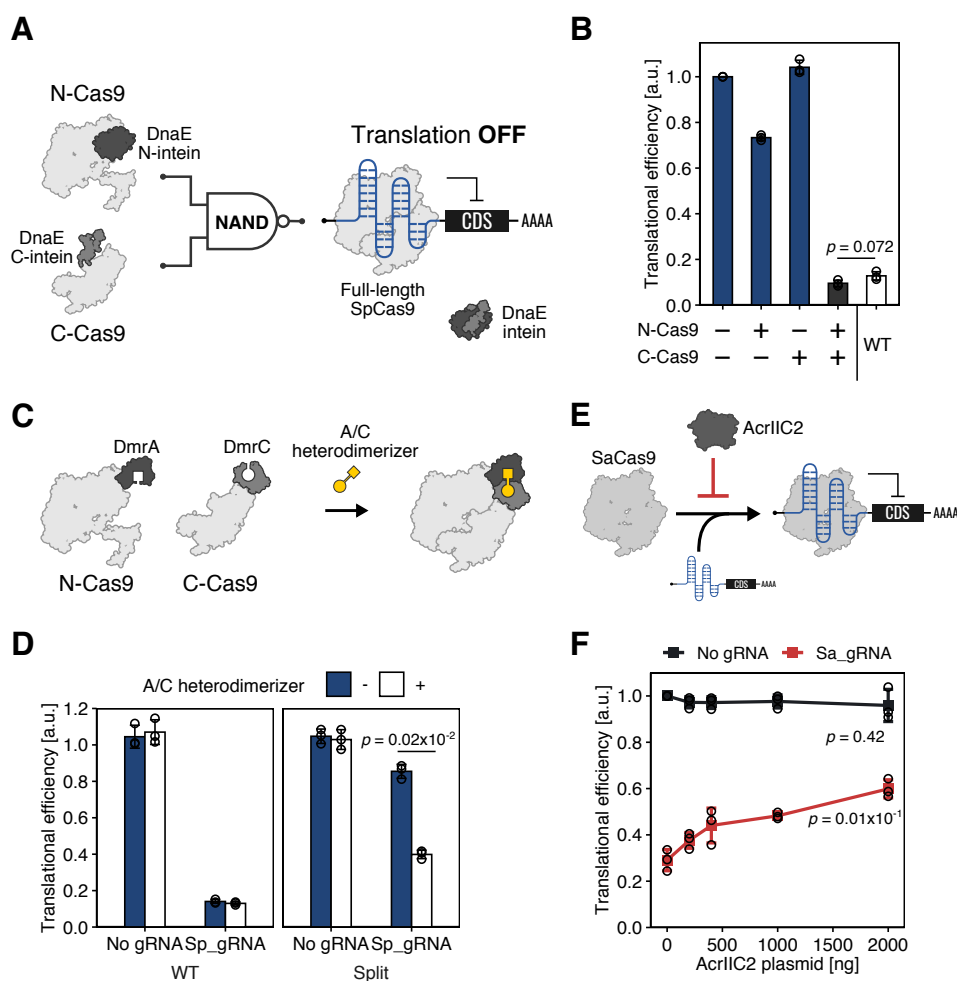 A
N-Cas9
DnaE
N-intein
DnaE
C-intein
C-Cas9
NAND
Translation OFF
CDS
AAAA
Full-length
SpCas9
DnaE
intein
B
Translational efficiency [a.u.]
1.0
0.8
0.6
0.4
0.2
0.0
p = 0.072
N-Cas9 − + − +
C-Cas9 − − + +
WT
C
DmrA
DmrC
A/C
heterodimerizer
N-Cas9
C-Cas9
E
AcrIIC2
SaCas9
CDS
AAAA
CDS
AAAA
D
A/C heterodimerizer - +
Translational efficiency [a.u.]
1.2
1.0
0.8
0.6
0.4
0.2
0.0
p = 0.02x10-2
No gRNA Sp_gRNA
WT
No gRNA Sp_gRNA
Split
F
No gRNA Sa_gRNA
Translational efficiency [a.u.]
1.0
0.8
0.6
0.4
0.2
0.0
p = 0.42
p = 0.01x10-1
0 500 1000 1500 2000
AcrIIC2 plasmid [ng]